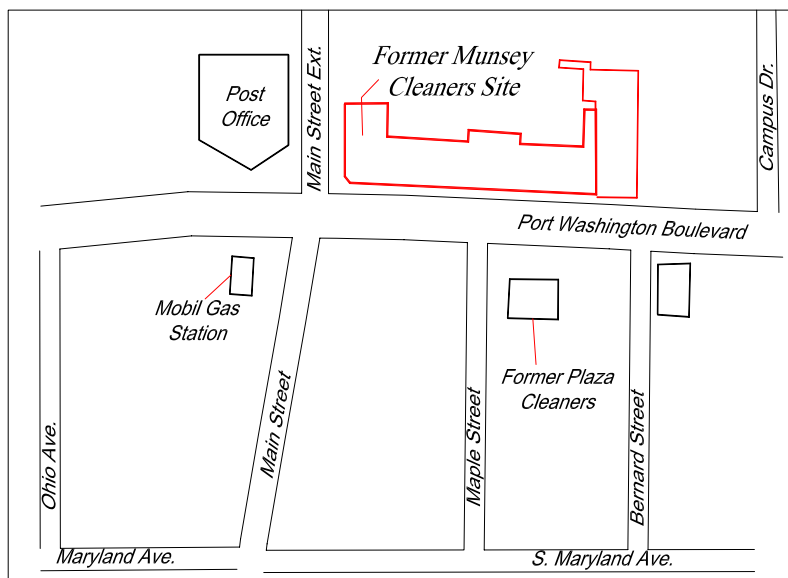 Former Munsey
Cleaners Site
Post
Office
Main Street Ext.
Campus Dr.
Port Washington Boulevard
Mobil Gas
Station
Former Plaza
Cleaners
Ohio Ave.
Main Street
Maple Street
Bernard Street
Maryland Ave.
S. Maryland Ave.